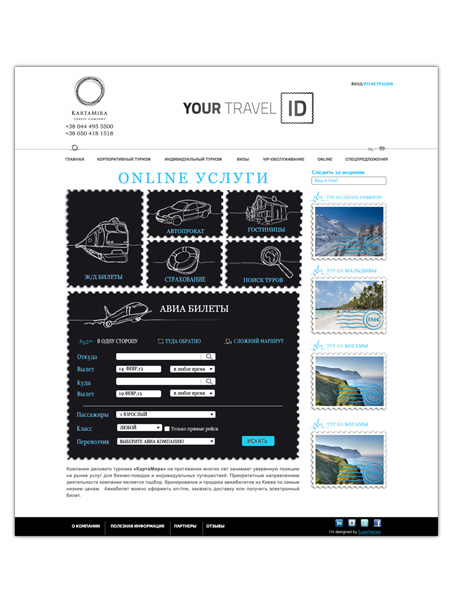 KARTAMIRA
TRAVEL COMPANY
+38 044 495 5500
+38 050 418 1518
YOUR TRAVEL ID
ВХОД/РЕГИСТРАЦИЯ
ГЛАВНАЯ КОРПОРАТИВНЫЙ ТУРИЗМ ИНДИВИДУАЛЬНЫЙ ТУРИЗМ ВИЗЫ VIP-ОБСЛУЖИВАНИЕ ONLINE СПЕЦПРЕДЛОЖЕНИЯ
ONLINE УСЛУГИ
Ж/Д БИЛЕТЫ
АВТОПРОКАТ
ГОСТИНИЦЫ
СТРАХОВАНИЕ
ПОИСК ТУРОВ
АВИА БИЛЕТЫ
В ОДНУ СТОРОНУ ТУДА ОБРАТНО СЛОЖНИЙ МАРШРУТ
Откуда
Вылет 14 ФЕВР,12 в любое время
Куда
Вылет 19 ФЕВР,12 в любое время
Пассажиры 1 ВЗРОСЛЫЙ
Класс ЛЮБОЙ Только прямые рейси
Перевозчик ВЫБЕРИТЕ АВИА КОМПАНИЮ ИСКАТЬ
Компания делового туризма «КартаМира» на протяжении многих лет занимает уверенную позицию
на рынке услуг для бизнес-поездок и индивидуальных путешествий. Приоритетным направлением
деятельности компании является подбор, бронирование и продажа авиабилетов из Киева по самым
низким ценам. Авиабилет можно оформить on-line, заказать доставку или получить электронный
билет.
Следить за акциями
Ваш e-mail
ТУР НА
ТУР НА МАЛЬДИВЫ
ТУР НА БОГАМЫ
ТУР НА БОГАМЫ
О КОМПАНИИ ПОЛЕЗНАЯ ИНФОРМАЦИЯ ПАРТНЕРЫ ОТЗЫВЫ
I'm designed by